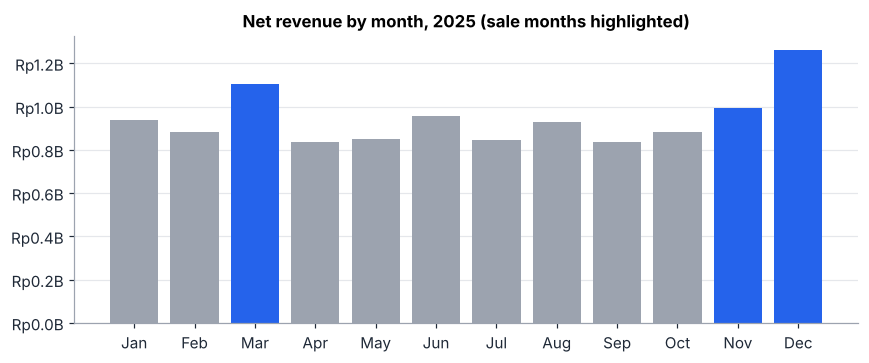 Net revenue by month, 2025 (sale months highlighted)
Rp1.2B
Rp1.0B
Rp0.8B
Rp0.6B
Rp0.4B
Rp0.2B
Rp0.0B
Jan Feb Mar Apr May Jun Jul Aug Sep Oct Nov Dec